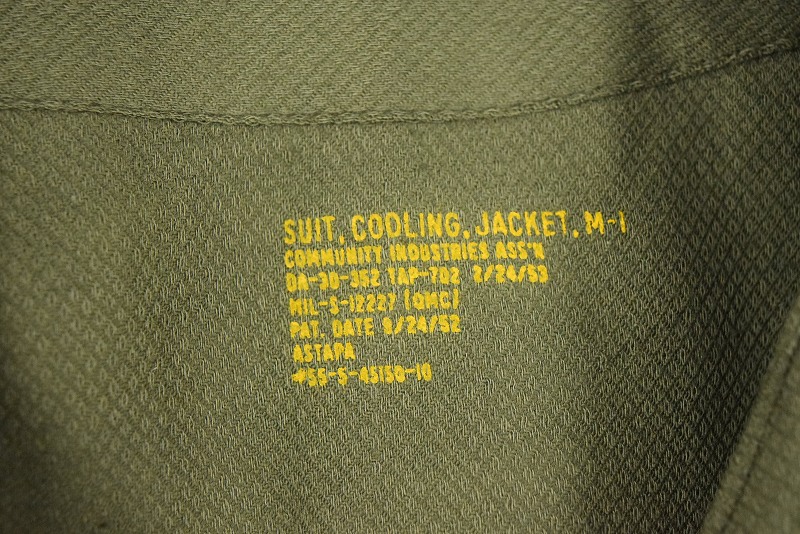 SUIT, COOLING, JACKET, M-1
COMMUNITY INDUSTRIES ASS'N
DA-30-352 TAP-702 2/24/53
MIL-S-12227 (QMC)
PAT. DATE 8/24/52
ASTAPA
#55-S-45150-10